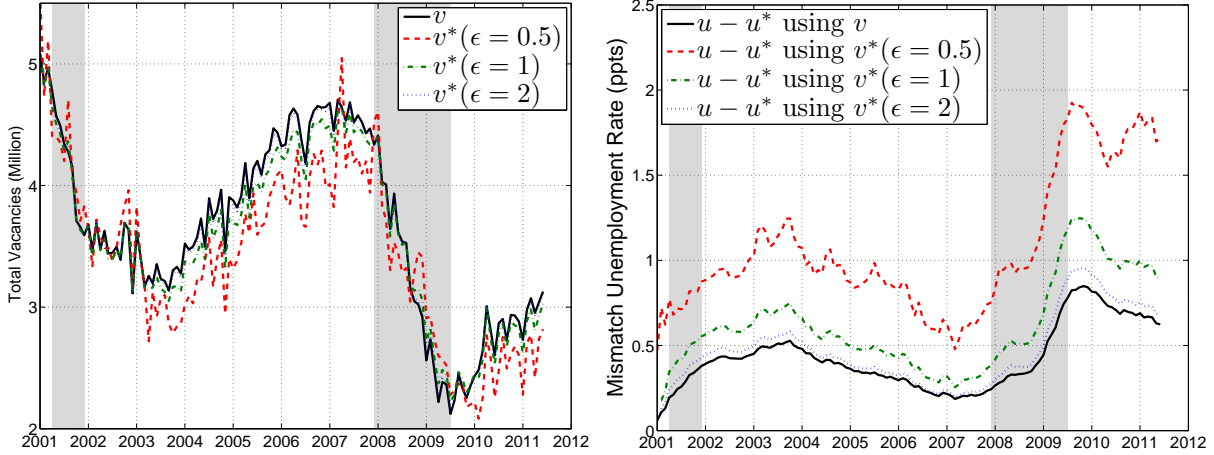 v
v*(ϵ = 0.5)
v*(ϵ = 1)
v*(ϵ = 2)
Total Vacancies (Million)
5
4
3
2
2001 2002 2003 2004 2005 2006 2007 2008 2009 2010 2011 2012
u − u* using v
u − u* using v*(ϵ = 0.5)
u − u* using v*(ϵ = 1)
u − u* using v*(ϵ = 2)
Mismatch Unemployment Rate (ppts)
2.5
2
1.5
1
0.5
0
2001 2002 2003 2004 2005 2006 2007 2008 2009 2010 2011 2012